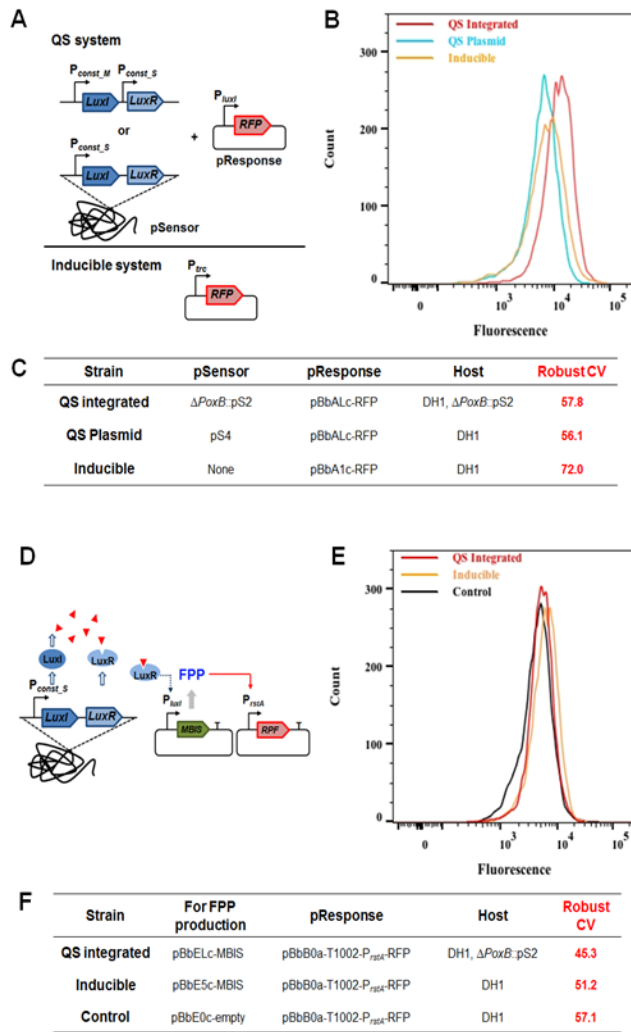 A
QS system
Pconst_M
Pconst_S
LuxI
LuxR
or
Pconst_S
LuxI
LuxR
pSensor
+
PluxI
RFP
pResponse
Inducible system
Ptrc
RFP
B
QS Integrated
QS Plasmid
Inducible
Count
300
200
100
0
0
10³
10⁴
10⁵
Fluorescence
C
Strain pSensor pResponse Host Robust CV
QS integrated ΔPoxB::pS2 pBbALc-RFP DH1, ΔPoxB::pS2 57.8
QS Plasmid pS4 pBbALc-RFP DH1 56.1
Inducible None pBbA1c-RFP DH1 72.0
D
LuxI
LuxR
LuxR
FPP
Pconst_S
LuxI
LuxR
PluxI
MBIS
PrstA
RPF
E
QS Integrated
Inducible
Control
Count
300
200
100
0
0
10³
10⁴
10⁵
Fluorescence
F
Strain For FPP production pResponse Host Robust CV
QS integrated pBbELc-MBIS pBbB0a-T1002-PrstA-RFP DH1, ΔPoxB::pS2 45.3
Inducible pBbE5c-MBIS pBbB0a-T1002-PrstA-RFP DH1 51.2
Control pBbE0c-empty pBbB0a-T1002-PrstA-RFP DH1 57.1